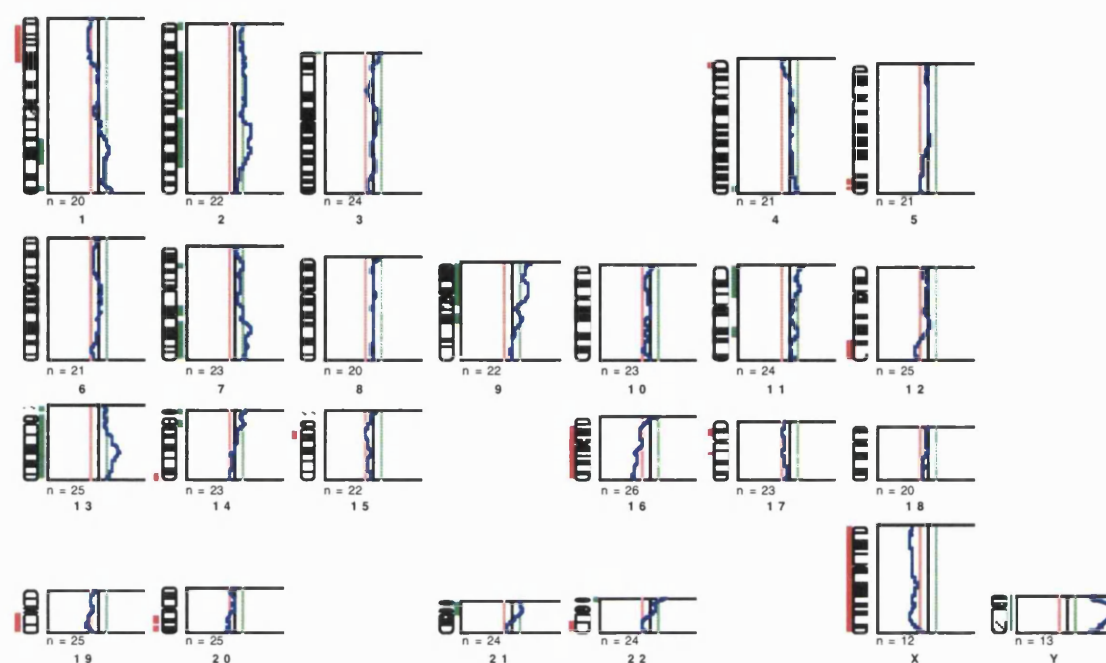 n = 20 n = 22 n = 24 n = 21 n = 21
1 2 3 4 5
n = 21 n = 23 n = 20 n = 22 n = 23 n = 24 n = 25
6 7 8 9 10 11 12
n = 25 n = 23 n = 22 n = 26 n = 23 n = 20
13 14 15 16 17 18
n = 25 n = 25 n = 24 n = 24 n = 12 n = 13
19 20 21 22 X Y